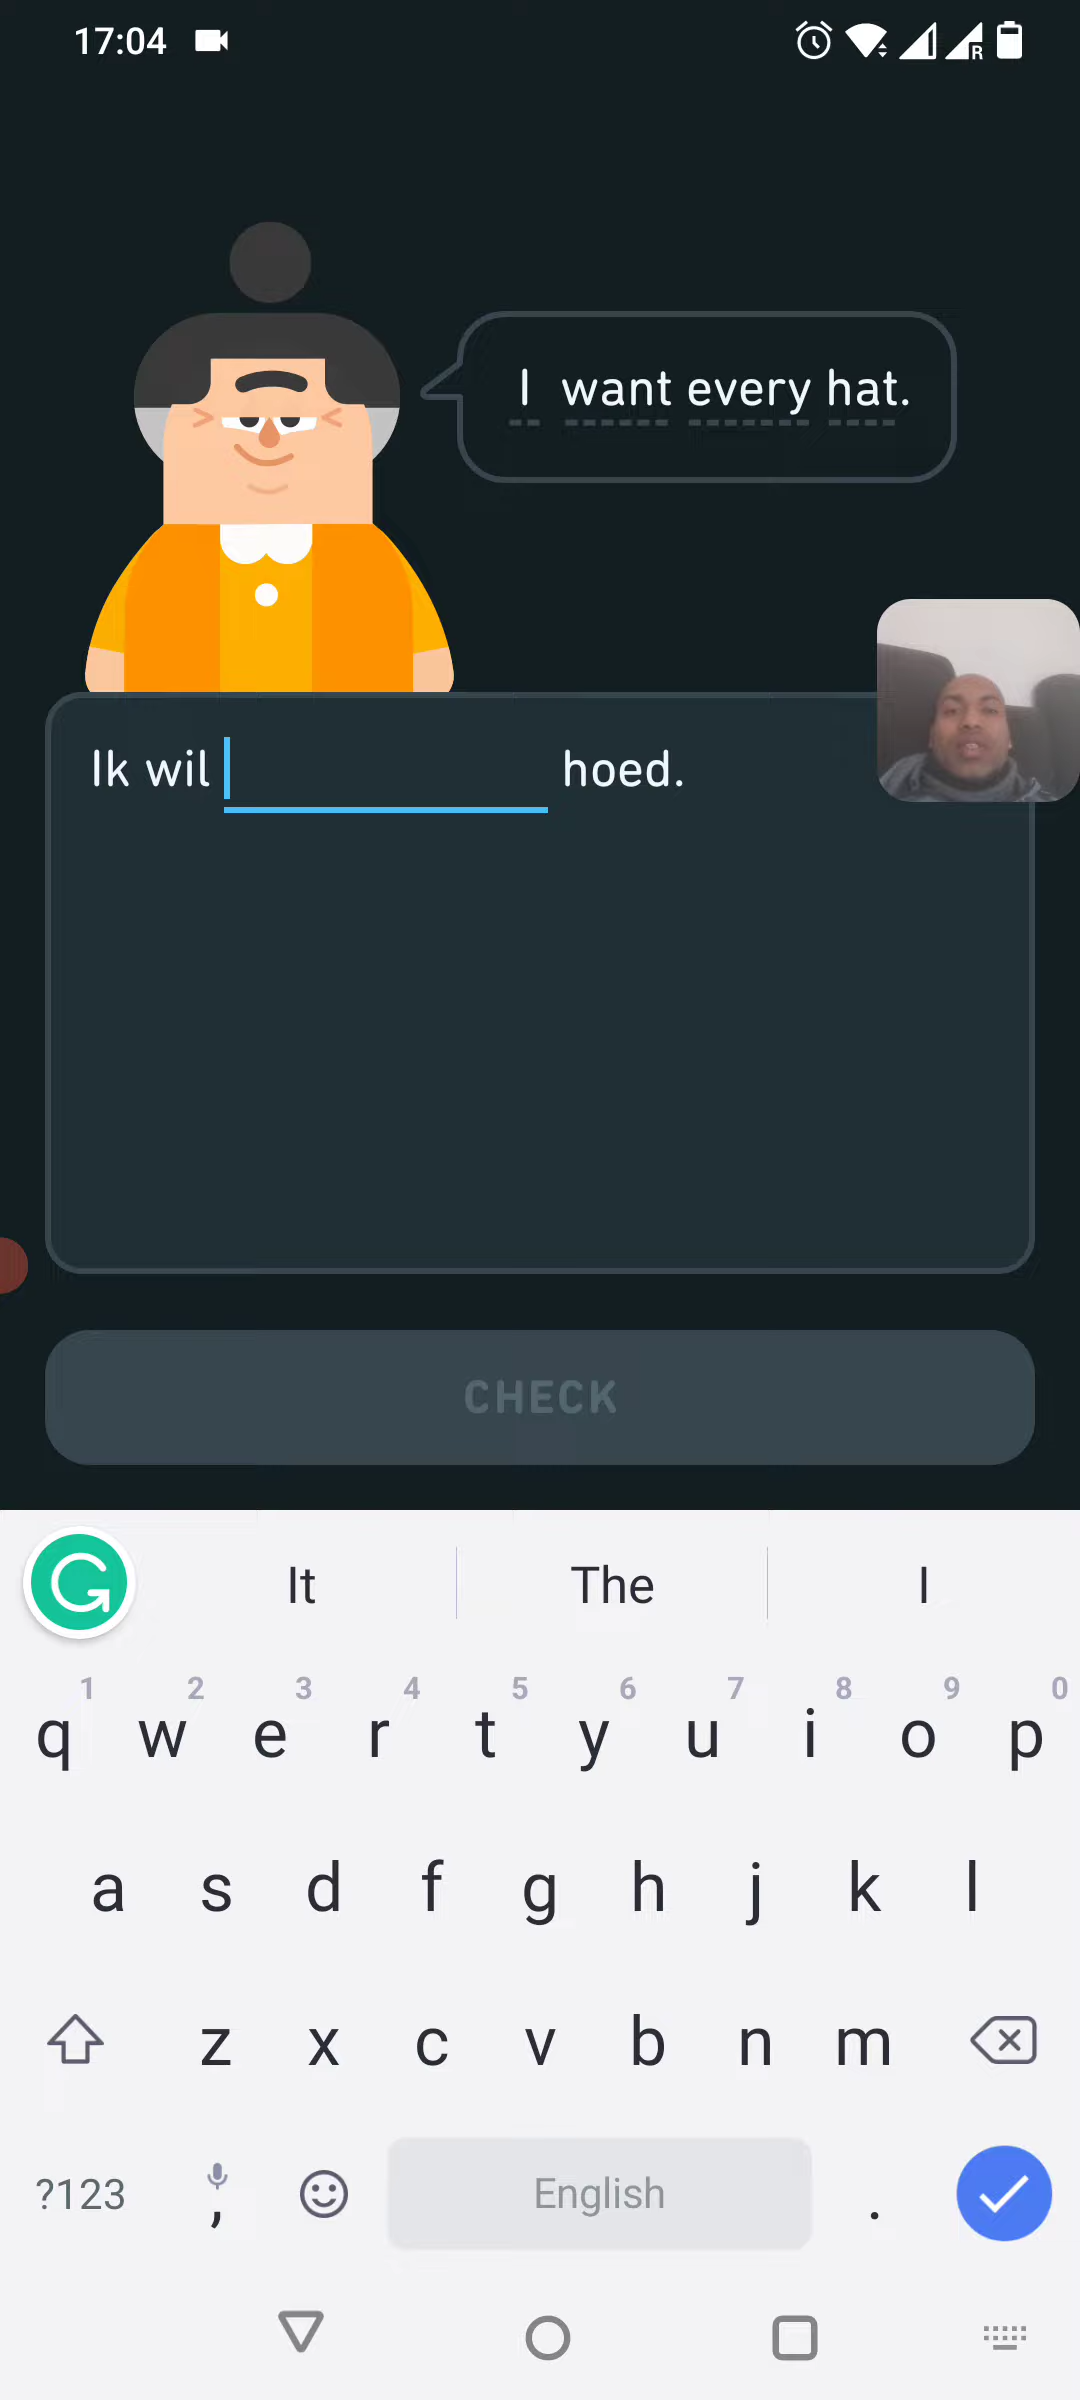 17:04
R
I want every hat.
Ik wil hoed.
CHECK
G It The I
1 2 3 4 5 6 7 8 9 0
q w e r t y u i o p
a s d f g h j k l
z x c v b n m
?123 , English .